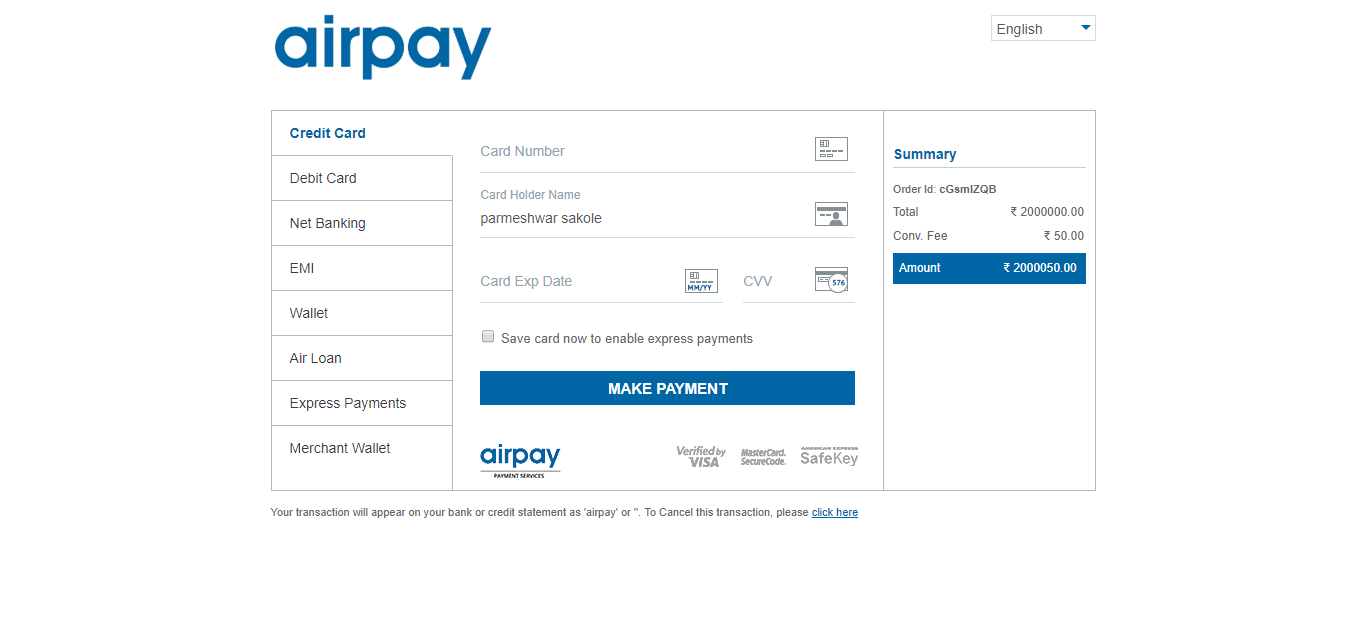 airpay
English
Credit Card
Debit Card
Net Banking
EMI
Wallet
Air Loan
Express Payments
Merchant Wallet
Card Number
Card Holder Name
parmeshwar sakole
Card Exp Date
MM/YY
CVV
576
Save card now to enable express payments
MAKE PAYMENT
airpay
PAYMENT SERVICES
Verified by
VISA
MasterCard.
SecureCode.
AMERICAN EXPRESS
SafeKey
Summary
Order Id: cGsmIZQB
Total ₹ 2000000.00
Conv. Fee ₹ 50.00
Amount ₹ 2000050.00
Your transaction will appear on your bank or credit statement as 'airpay' or ''. To Cancel this transaction, please click here